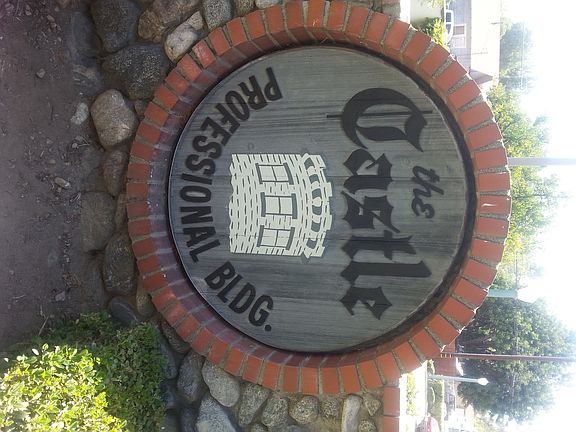 the
Castle
PROFESSIONAL BLDG.